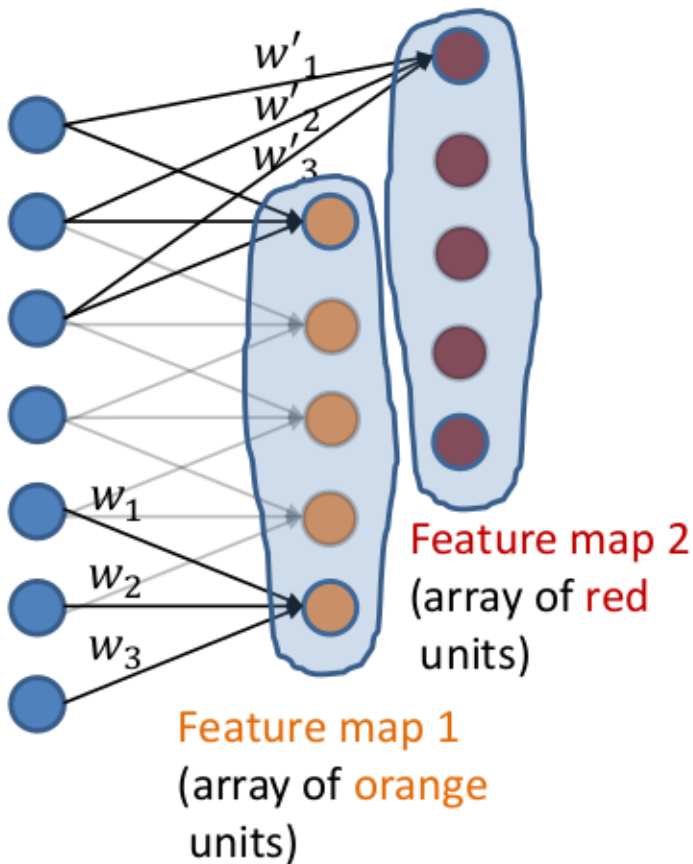 w'₁
w'₂
w'₃
w₁
w₂
w₃
Feature map 2
(array of red
units)
Feature map 1
(array of orange
units)